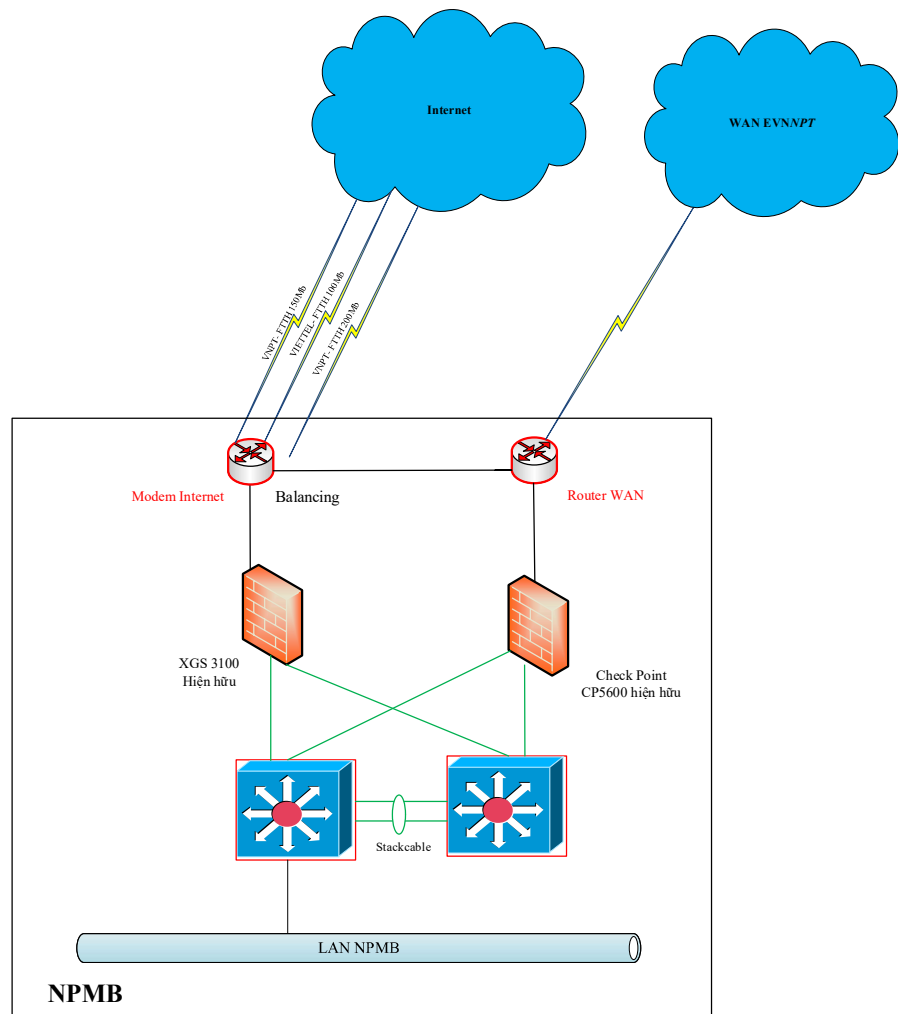 Internet
WAN EVNNPT
VNPT- FTTH 150Mb
VIETTEL- FTTH 100Mb
VNPT- FTTH 200Mb
Modem Internet
Balancing
Router WAN
XGS 3100
Hiện hữu
Check Point
CP5600 hiện hữu
Stackcable
LAN NPMB
NPMB